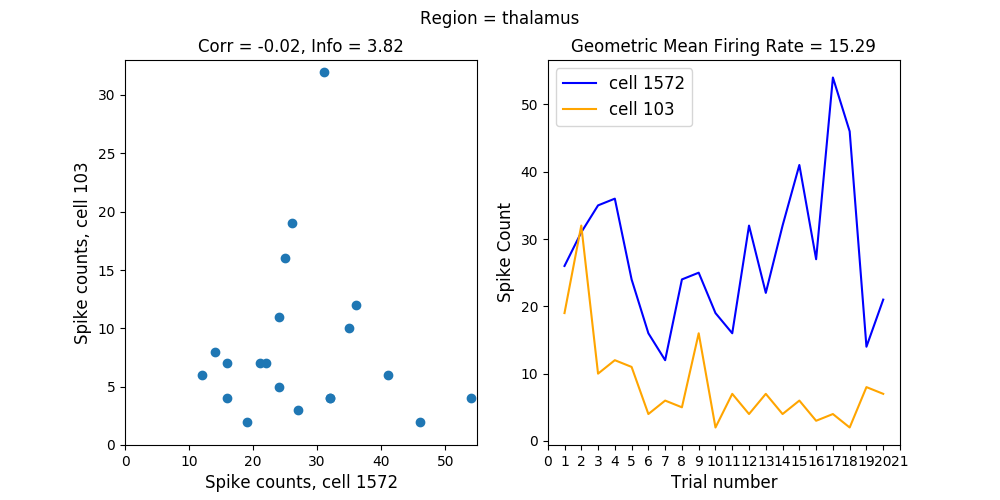 Region = thalamus
Corr = -0.02, Info = 3.82
30
25
20
15
10
5
0
Spike counts, cell 103
0 10 20 30 40 50
Spike counts, cell 1572
Geometric Mean Firing Rate = 15.29
cell 1572
cell 103
50
40
30
20
10
0
Spike Count
0 1 2 3 4 5 6 7 8 9 10 11 12 13 14 15 16 17 18 19 20 21
Trial number